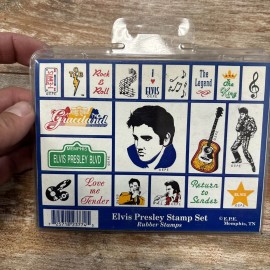 Rock &
Roll
I
ELVIS
The
Legend
The
King
Graceland
MEMPHIS
ELVIS PRESLEY BLVD
Love
me
Tender
Return
to
Sender
Elvis Presley Stamp Set
Rubber Stamps
© E.P.E.
Memphis, TN